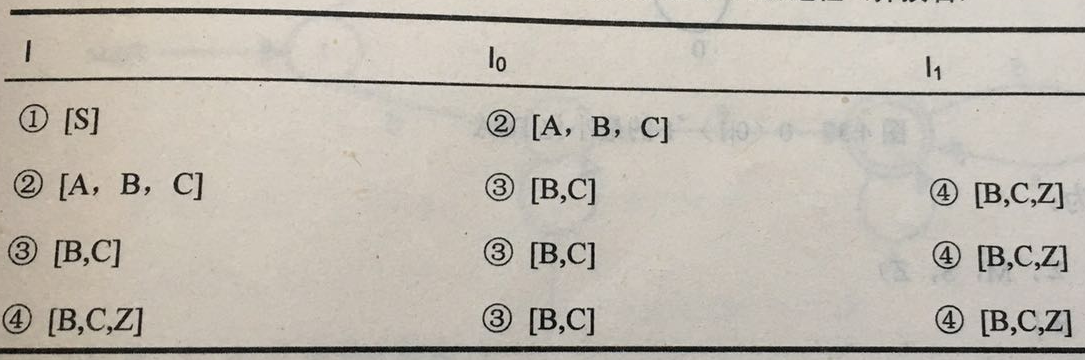 I I₀ I₁
① [S] ② [A，B，C]
② [A，B，C] ③ [B,C] ④ [B,C,Z]
③ [B,C] ③ [B,C] ④ [B,C,Z]
④ [B,C,Z] ③ [B,C] ④ [B,C,Z]